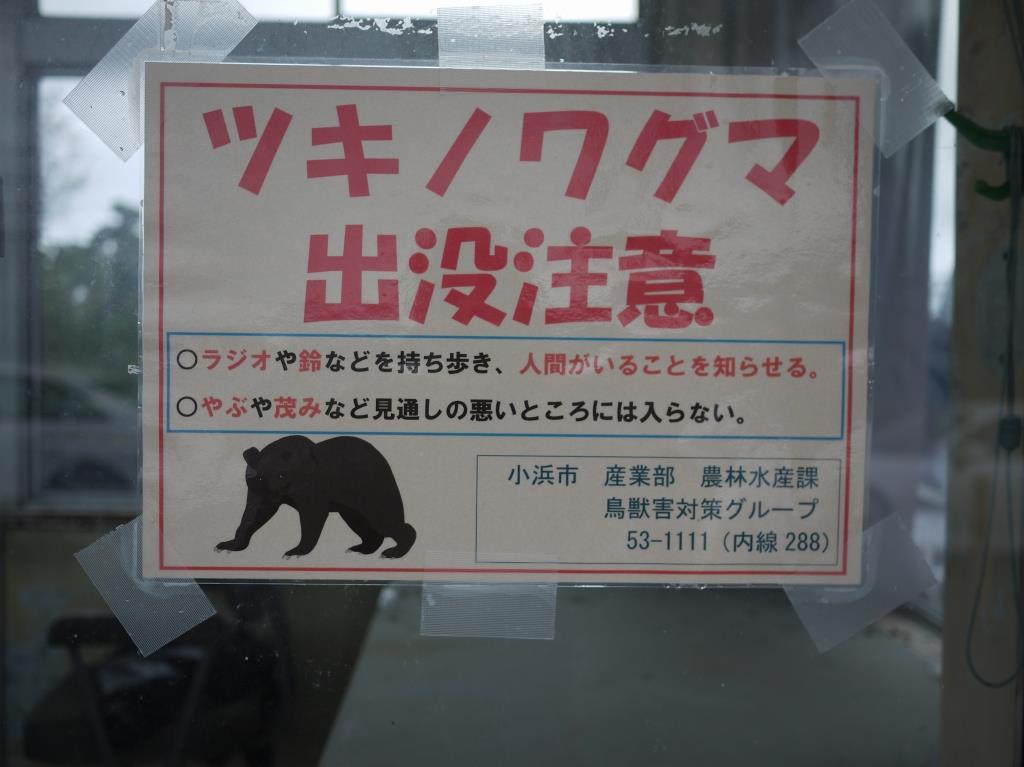 ツキノワグマ
出没注意
○ラジオや鈴などを持ち歩き、人間がいることを知らせる。
○やぶや茂みなど見通しの悪いところには入らない。
小浜市　産業部　農林水産課
鳥獣害対策グループ
53-1111（内線 288）